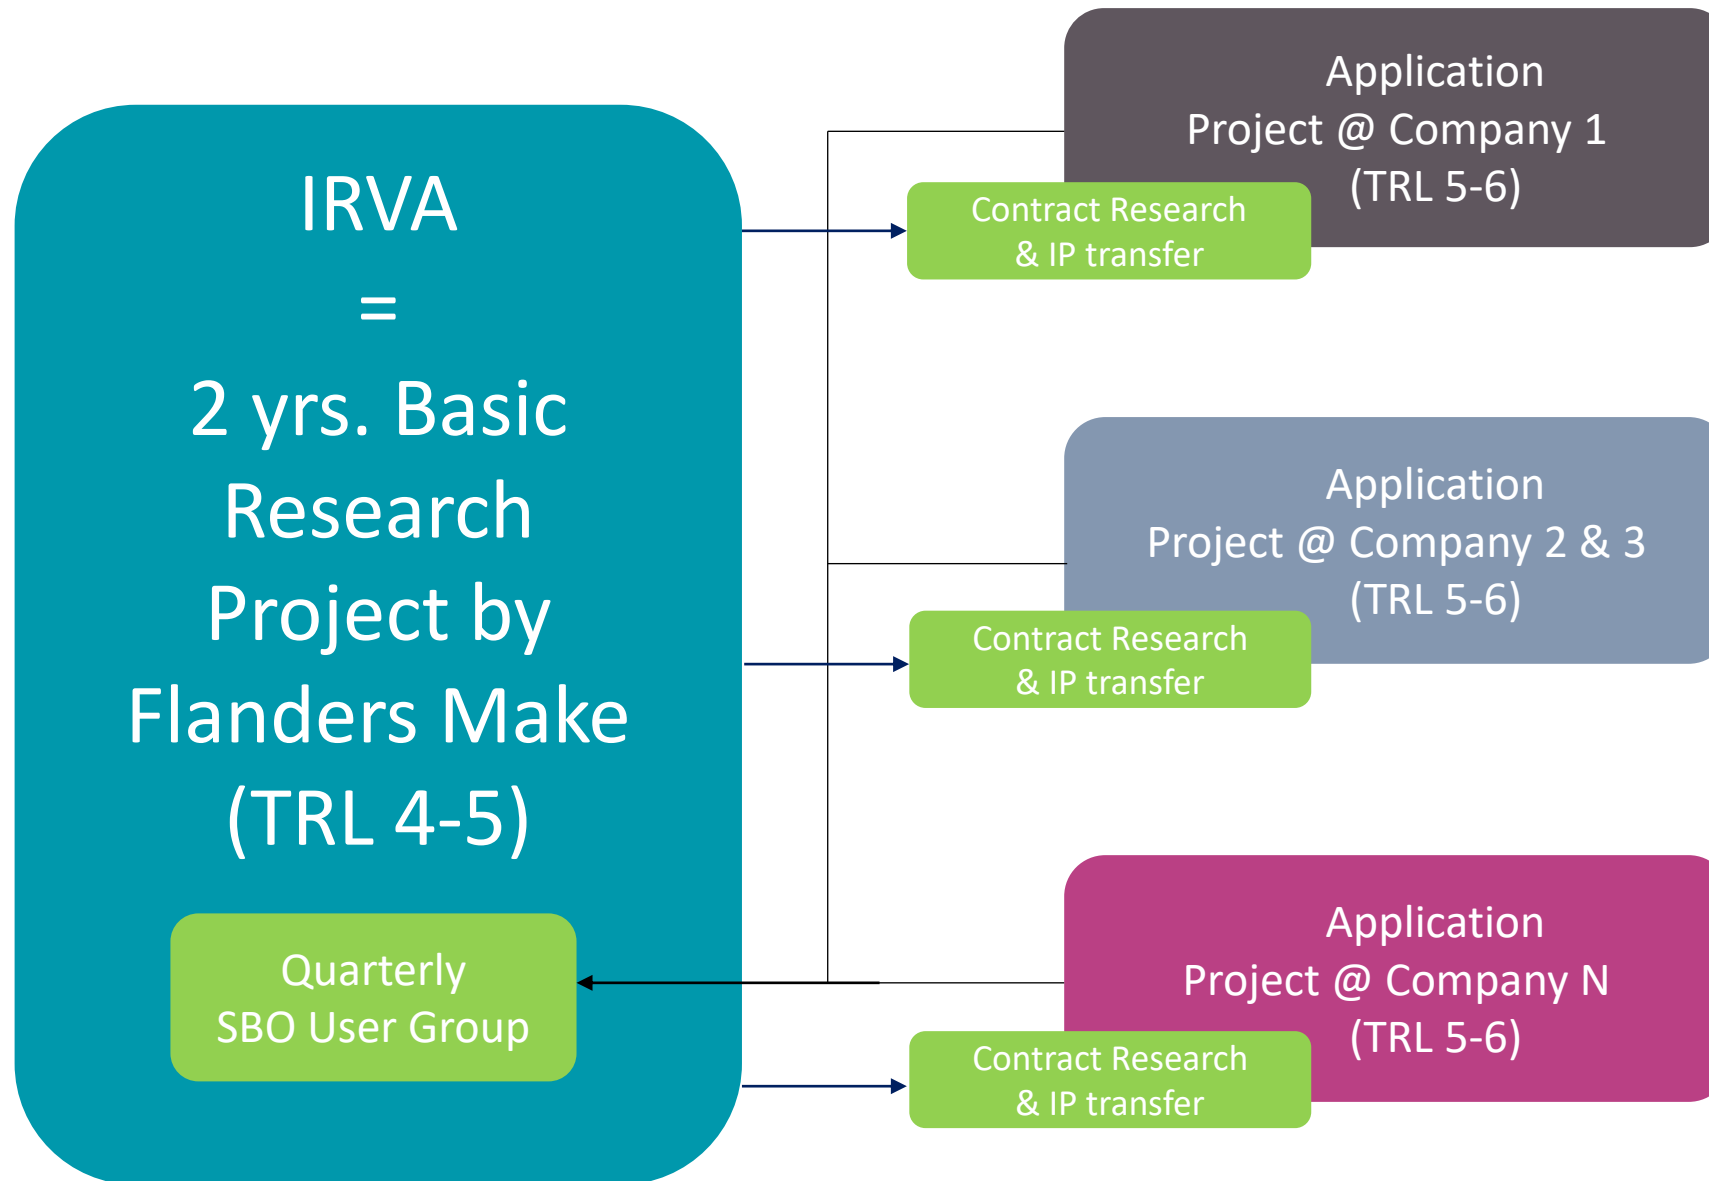 IRVA
=
2 yrs. Basic
Research
Project by
Flanders Make
(TRL 4-5)
Quarterly
SBO User Group
Application
Project @ Company 1
(TRL 5-6)
Contract Research
& IP transfer
Application
Project @ Company 2 & 3
(TRL 5-6)
Contract Research
& IP transfer
Application
Project @ Company N
(TRL 5-6)
Contract Research
& IP transfer